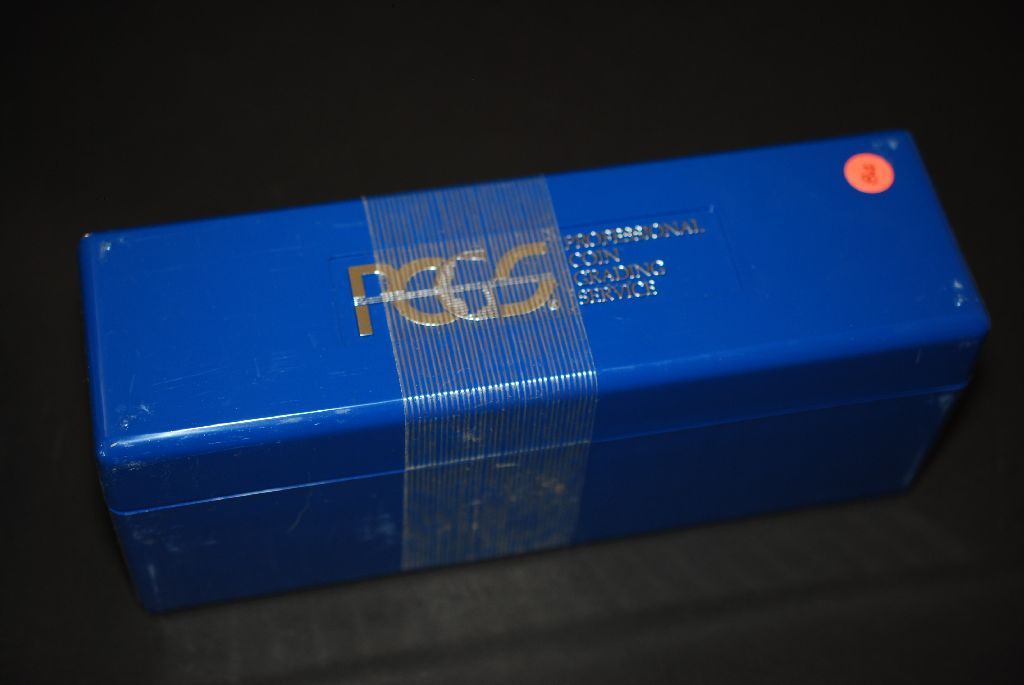 PCGS
PROFESSIONAL
COIN
GRADING
SERVICE